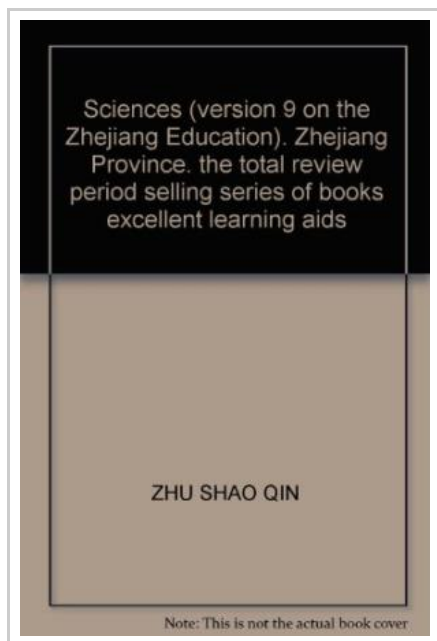 Sciences (version 9 on the
Zhejiang Education). Zhejiang
Province. the total review
period selling series of books
excellent learning aids
ZHU SHAO QIN
Note: This is not the actual book cover